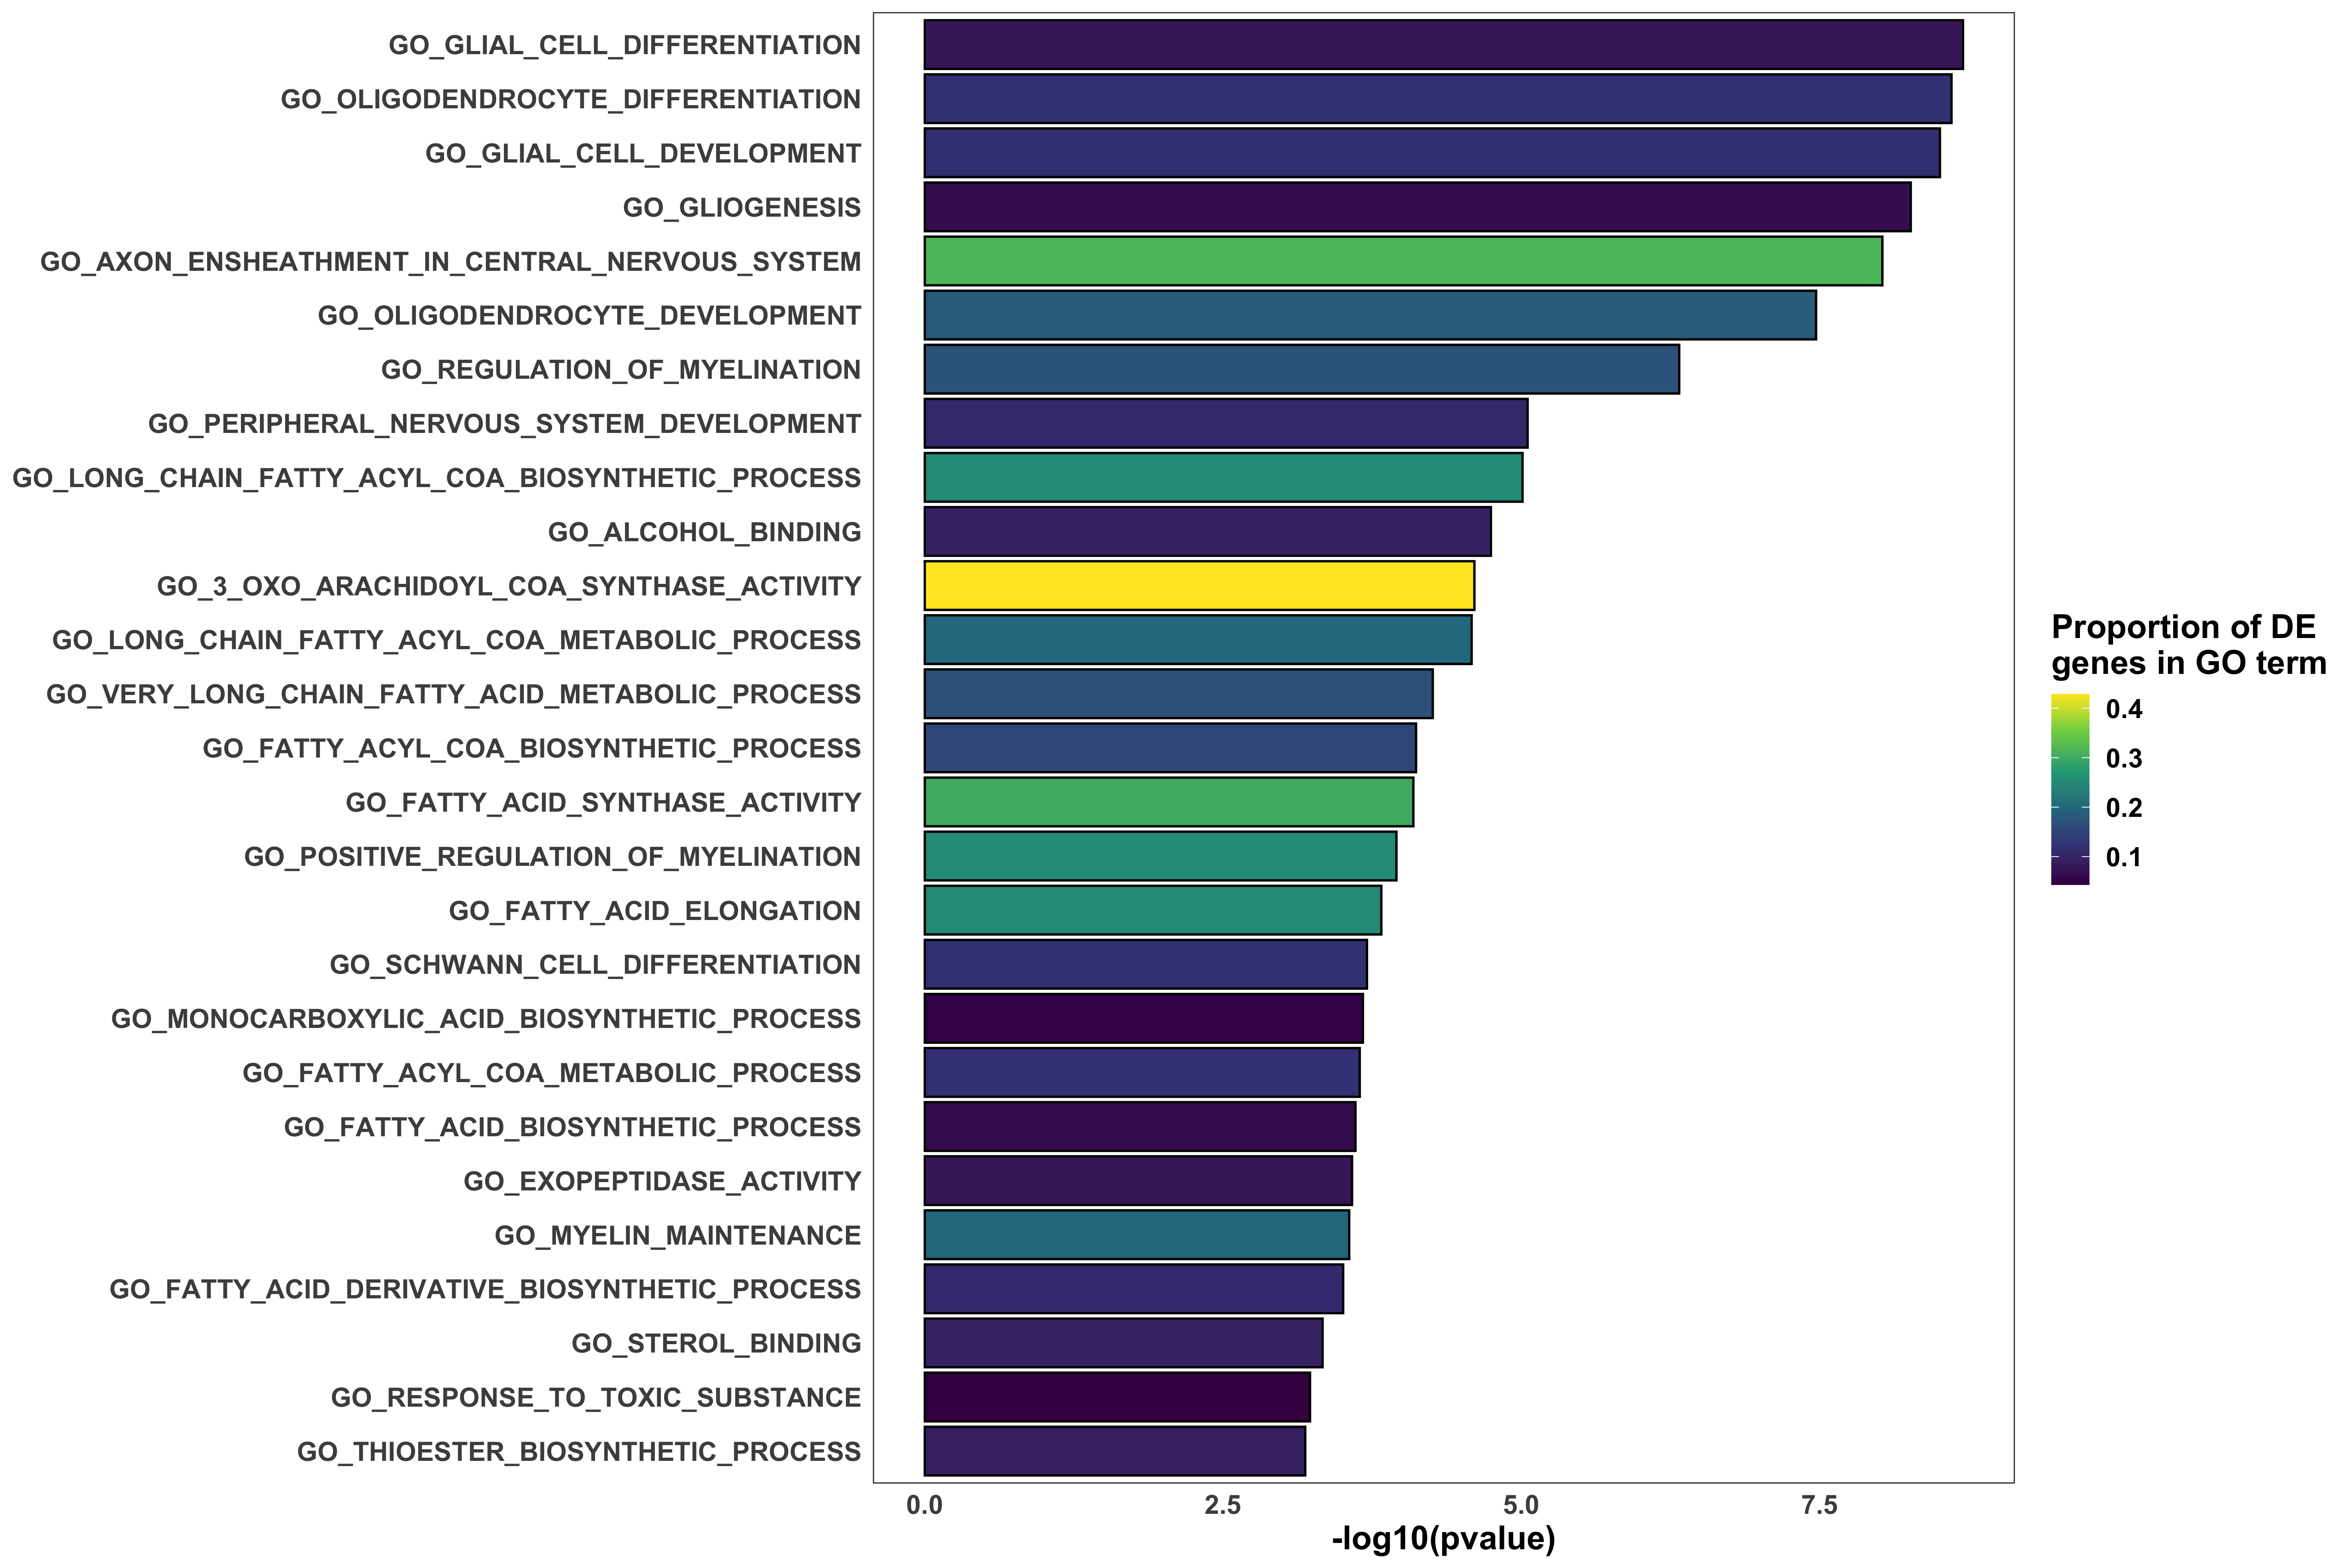 GO_GLIAL_CELL_DIFFERENTIATION
GO_OLIGODENDROCYTE_DIFFERENTIATION
GO_GLIAL_CELL_DEVELOPMENT
GO_GLIOGENESIS
GO_AXON_ENSHEATHMENT_IN_CENTRAL_NERVOUS_SYSTEM
GO_OLIGODENDROCYTE_DEVELOPMENT
GO_REGULATION_OF_MYELINATION
GO_PERIPHERAL_NERVOUS_SYSTEM_DEVELOPMENT
GO_LONG_CHAIN_FATTY_ACYL_COA_BIOSYNTHETIC_PROCESS
GO_ALCOHOL_BINDING
GO_3_OXO_ARACHIDOYL_COA_SYNTHASE_ACTIVITY
GO_LONG_CHAIN_FATTY_ACYL_COA_METABOLIC_PROCESS
GO_VERY_LONG_CHAIN_FATTY_ACID_METABOLIC_PROCESS
GO_FATTY_ACYL_COA_BIOSYNTHETIC_PROCESS
GO_FATTY_ACID_SYNTHASE_ACTIVITY
GO_POSITIVE_REGULATION_OF_MYELINATION
GO_FATTY_ACID_ELONGATION
GO_SCHWANN_CELL_DIFFERENTIATION
GO_MONOCARBOXYLIC_ACID_BIOSYNTHETIC_PROCESS
GO_FATTY_ACYL_COA_METABOLIC_PROCESS
GO_FATTY_ACID_BIOSYNTHETIC_PROCESS
GO_EXOPEPTIDASE_ACTIVITY
GO_MYELIN_MAINTENANCE
GO_FATTY_ACID_DERIVATIVE_BIOSYNTHETIC_PROCESS
GO_STEROL_BINDING
GO_RESPONSE_TO_TOXIC_SUBSTANCE
GO_THIOESTER_BIOSYNTHETIC_PROCESS
0.0 2.5 5.0 7.5
-log10(pvalue)
Proportion of DE
genes in GO term
0.4
0.3
0.2
0.1